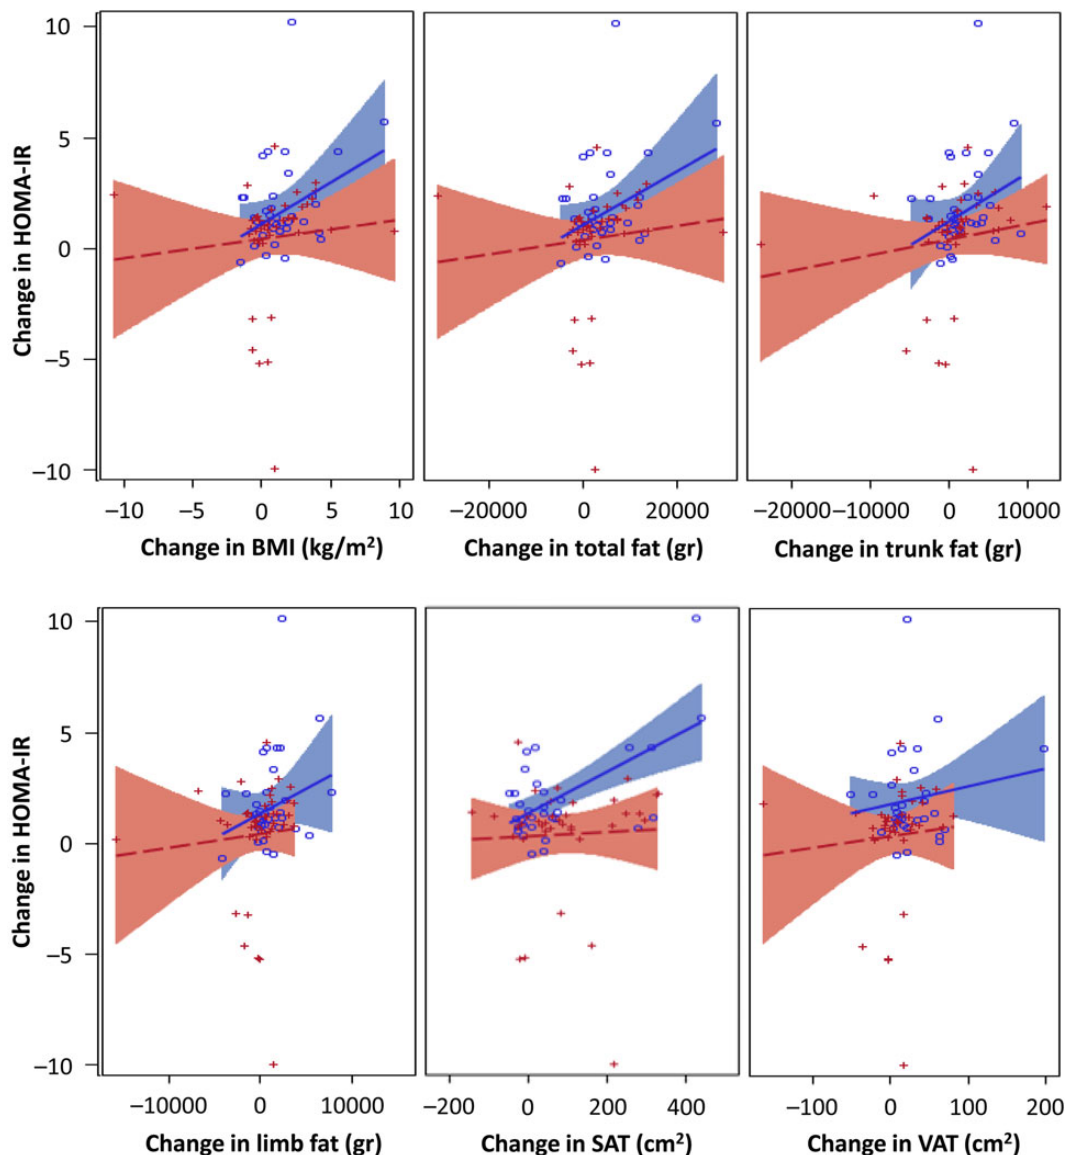 10
5
0
−5
−10
Change in HOMA-IR
−10 −5 0 5 10
−20000 0 20000
−20000 −10000 0 10000
Change in BMI (kg/m²)
Change in total fat (gr)
Change in trunk fat (gr)
10
5
0
−5
−10
Change in HOMA-IR
−10000 0 10000
−200 0 200 400
−100 0 100 200
Change in limb fat (gr)
Change in SAT (cm²)
Change in VAT (cm²)